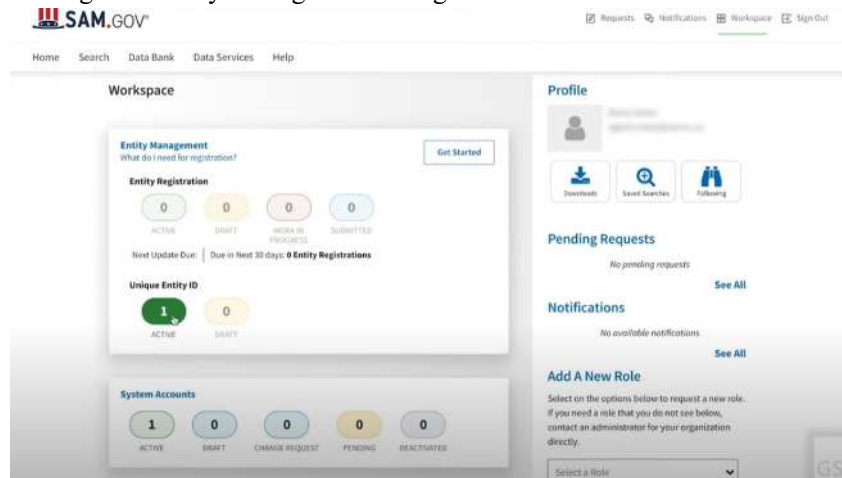 SAM.GOV
Requests Notifications Workspace Sign Out
Home Search Data Bank Data Services Help
Workspace
Entity Management
What do I need for registration?
Get Started
Entity Registration
0 0 0 0
ACTIVE DRAFT WORK IN PROGRESS SUBMITTED
Next Update Due: Due in Next 30 days: 0 Entity Registrations
Unique Entity ID
1 0
ACTIVE DRAFT
System Accounts
1 0 0 0 0
ACTIVE DRAFT CHANGE REQUEST PENDING DEACTIVATED
Profile
Downloads Saved Searches Following
Pending Requests
No pending requests
See All
Notifications
No available notifications
See All
Add A New Role
Select on the options below to request a new role.
If you need a role that you do not see below,
contact an administrator for your organization
directly.
Select a Role
GS